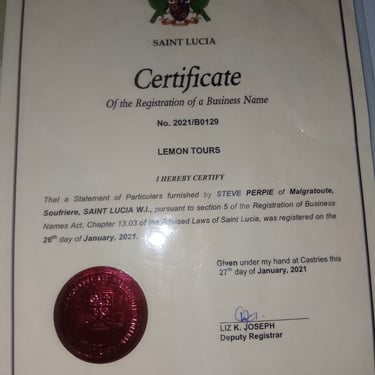 SAINT LUCIA
Certificate
Of the Registration of a Business Name
No. 2021/B0129
LEMON TOURS
I HEREBY CERTIFY
That a Statement of Particulars furnished by STEVE PERPIE of Malgratoute,
Soufriere, SAINT LUCIA W.I., pursuant to section 5 of the Registration of Business
Names Act, Chapter 13.03 of the Revised Laws of Saint Lucia, was registered on the
26th day of January, 2021.
Given under my hand at Castries this
27th day of January, 2021
LIZ K. JOSEPH
Deputy Registrar